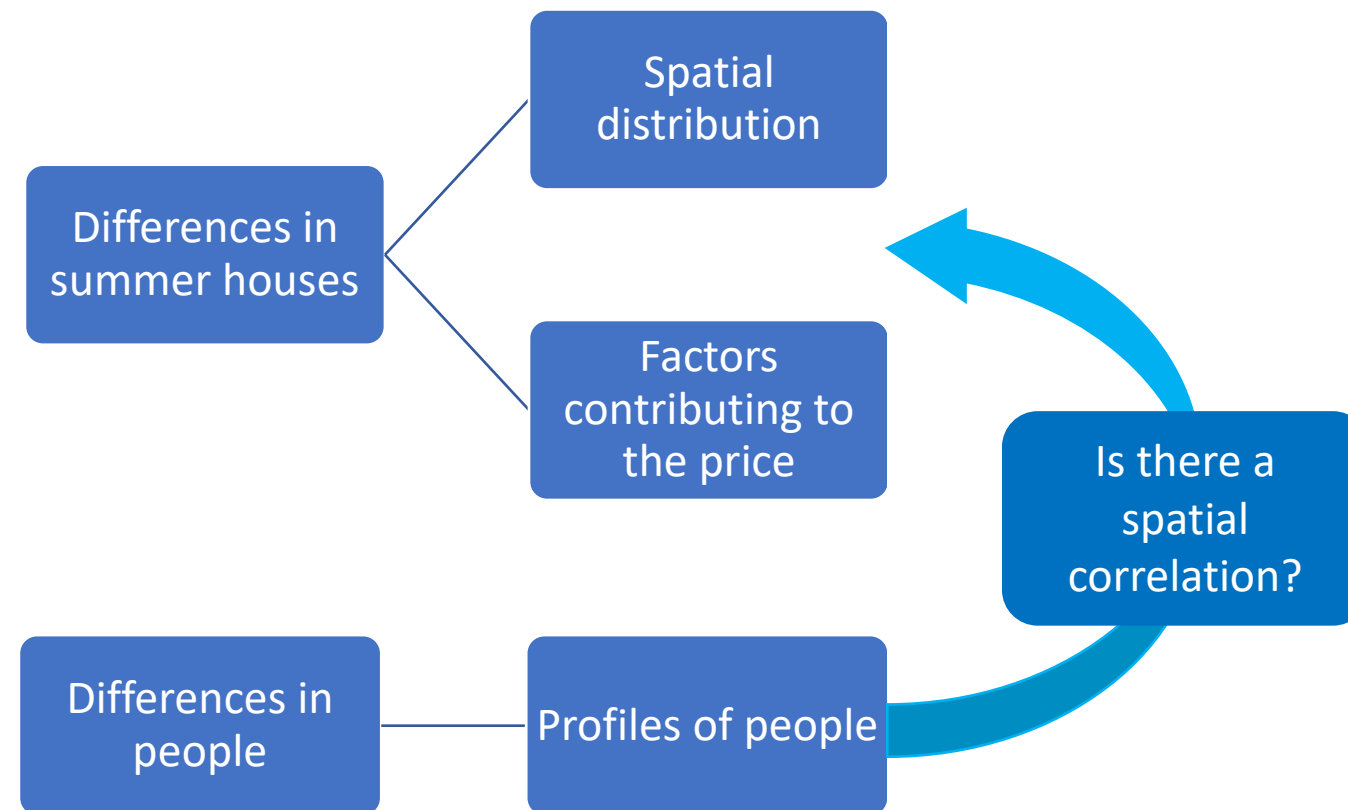 Spatial
distribution
Differences in
summer houses
Factors
contributing to
the price
Is there a
spatial
correlation?
Differences in
people
Profiles of people